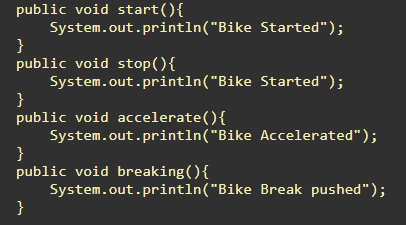 public void start(){
    System.out.println("Bike Started");
}
public void stop(){
    System.out.println("Bike Started");
}
public void accelerate(){
    System.out.println("Bike Accelerated");
}
public void breaking(){
    System.out.println("Bike Break pushed");
}